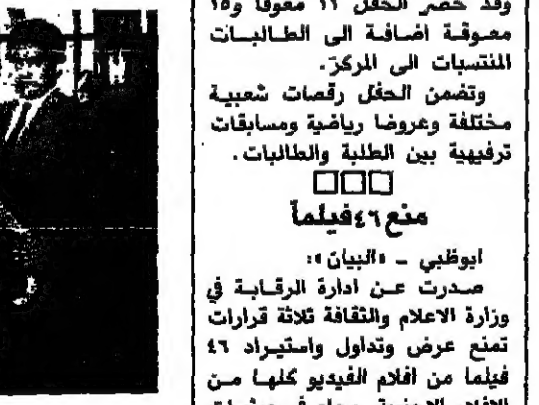 وقد حضر الحفل ١٦ معوقا و١٥
معوقة اضافة الى الطالبات
المنتسبات الى المركز.
وتضمن الحفل رقصات شعبية
مختلفة وعروضا رياضية ومسابقات
ترفيهية بين الطلبة والطالبات.
منع ٤٦ فيلماً
ابوظبي - «البيان»:
صدرت عن ادارة الرقابة في
وزارة الاعلام والثقافة ثلاثة قرارات
تمنع عرض وتداول واستيراد ٤٦
فيلما من افلام الفيديو كلها من